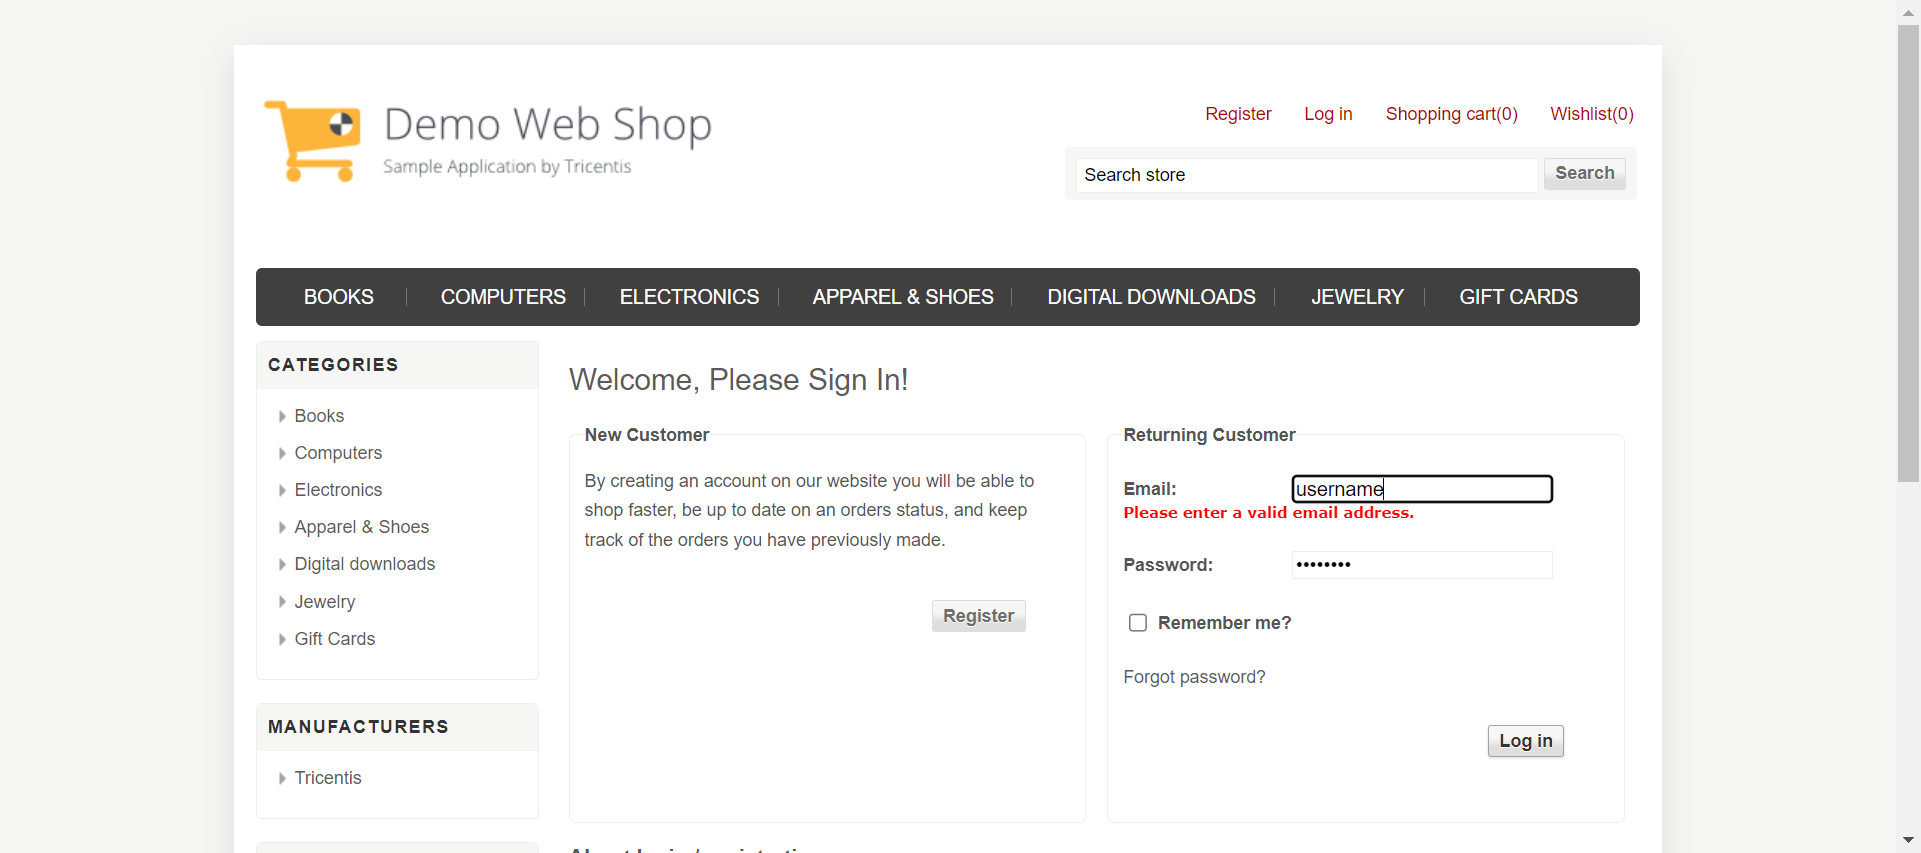 Demo Web Shop
Sample Application by Tricentis
Register Log in Shopping cart(0) Wishlist(0)
Search store Search
BOOKS COMPUTERS ELECTRONICS APPAREL & SHOES DIGITAL DOWNLOADS JEWELRY GIFT CARDS
CATEGORIES
Books
Computers
Electronics
Apparel & Shoes
Digital downloads
Jewelry
Gift Cards
MANUFACTURERS
Tricentis
Welcome, Please Sign In!
New Customer
By creating an account on our website you will be able to
shop faster, be up to date on an orders status, and keep
track of the orders you have previously made.
Register
Returning Customer
Email: username
Please enter a valid email address.
Password: ••••••••
Remember me?
Forgot password?
Log in